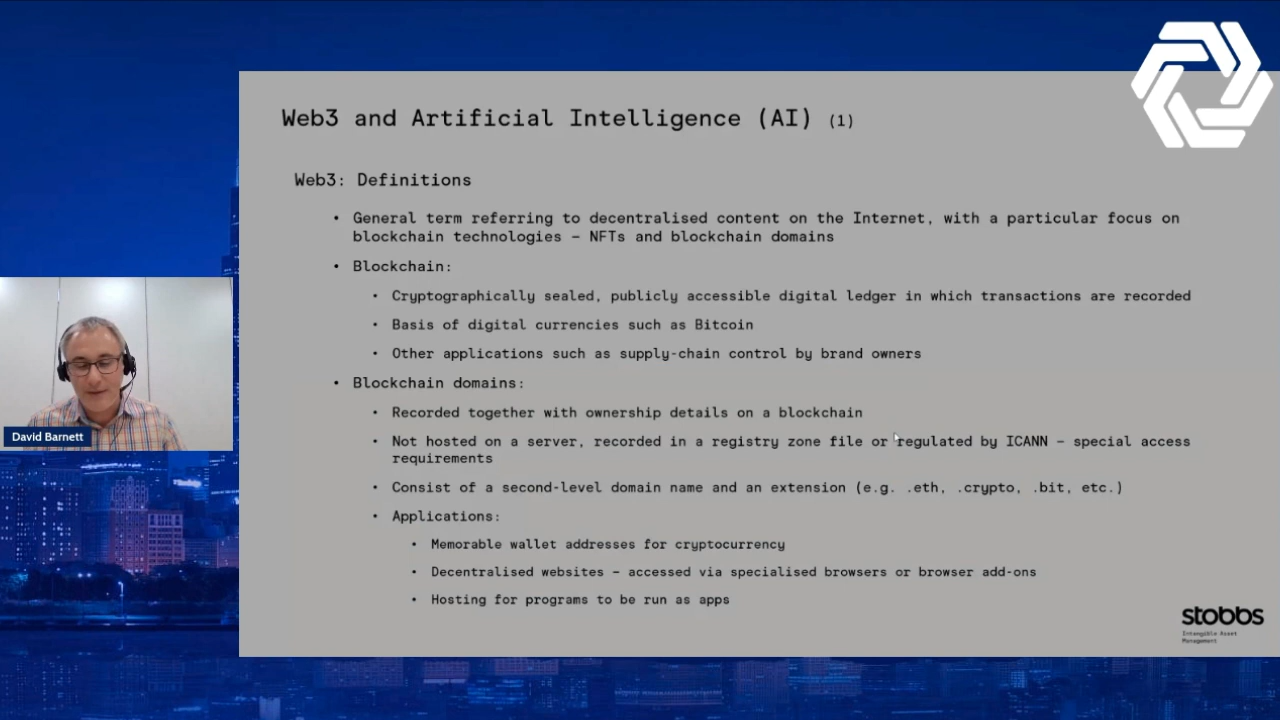 Web3 and Artificial Intelligence (AI) (1)
Web3: Definitions
• General term referring to decentralised content on the Internet, with a particular focus on
blockchain technologies – NFTs and blockchain domains
• Blockchain:
• Cryptographically sealed, publicly accessible digital ledger in which transactions are recorded
• Basis of digital currencies such as Bitcoin
• Other applications such as supply-chain control by brand owners
• Blockchain domains:
• Recorded together with ownership details on a blockchain
• Not hosted on a server, recorded in a registry zone file or regulated by ICANN – special access
requirements
• Consist of a second-level domain name and an extension (e.g. .eth, .crypto, .bit, etc.)
• Applications:
• Memorable wallet addresses for cryptocurrency
• Decentralised websites – accessed via specialised browsers or browser add-ons
• Hosting for programs to be run as apps
David Barnett
stobbs
Intangible Asset
Management